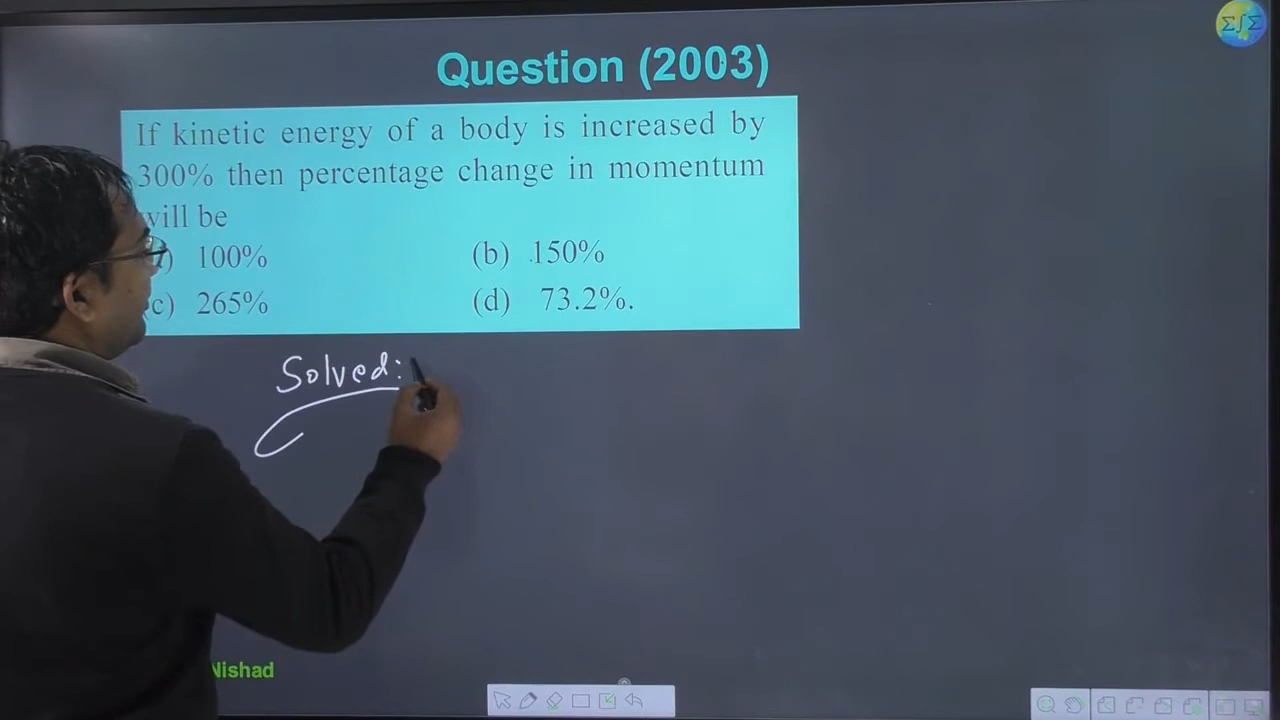 ΣʃΣ
Question (2003)
If kinetic energy of a body is increased by
300% then percentage change in momentum
will be
100%
(b) 150%
c) 265%
(d) 73.2%.
Solved:
Nishad